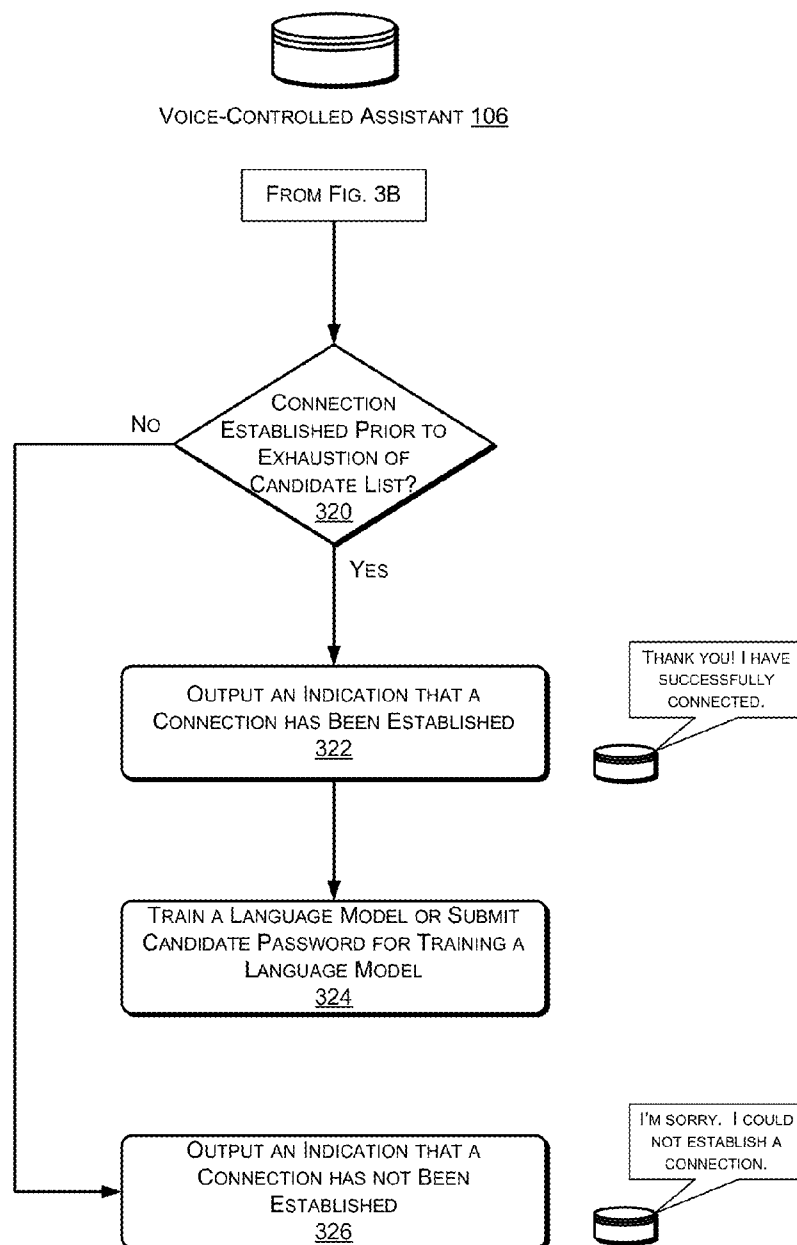 VOICE-CONTROLLED ASSISTANT 106
FROM FIG. 3B
CONNECTION
ESTABLISHED PRIOR TO
EXHAUSTION OF
CANDIDATE LIST?
320
NO
YES
OUTPUT AN INDICATION THAT A
CONNECTION HAS BEEN ESTABLISHED
322
THANK YOU! I HAVE
SUCCESSFULLY
CONNECTED.
TRAIN A LANGUAGE MODEL OR SUBMIT
CANDIDATE PASSWORD FOR TRAINING A
LANGUAGE MODEL
324
OUTPUT AN INDICATION THAT A
CONNECTION HAS NOT BEEN
ESTABLISHED
326
I'M SORRY. I COULD
NOT ESTABLISH A
CONNECTION.